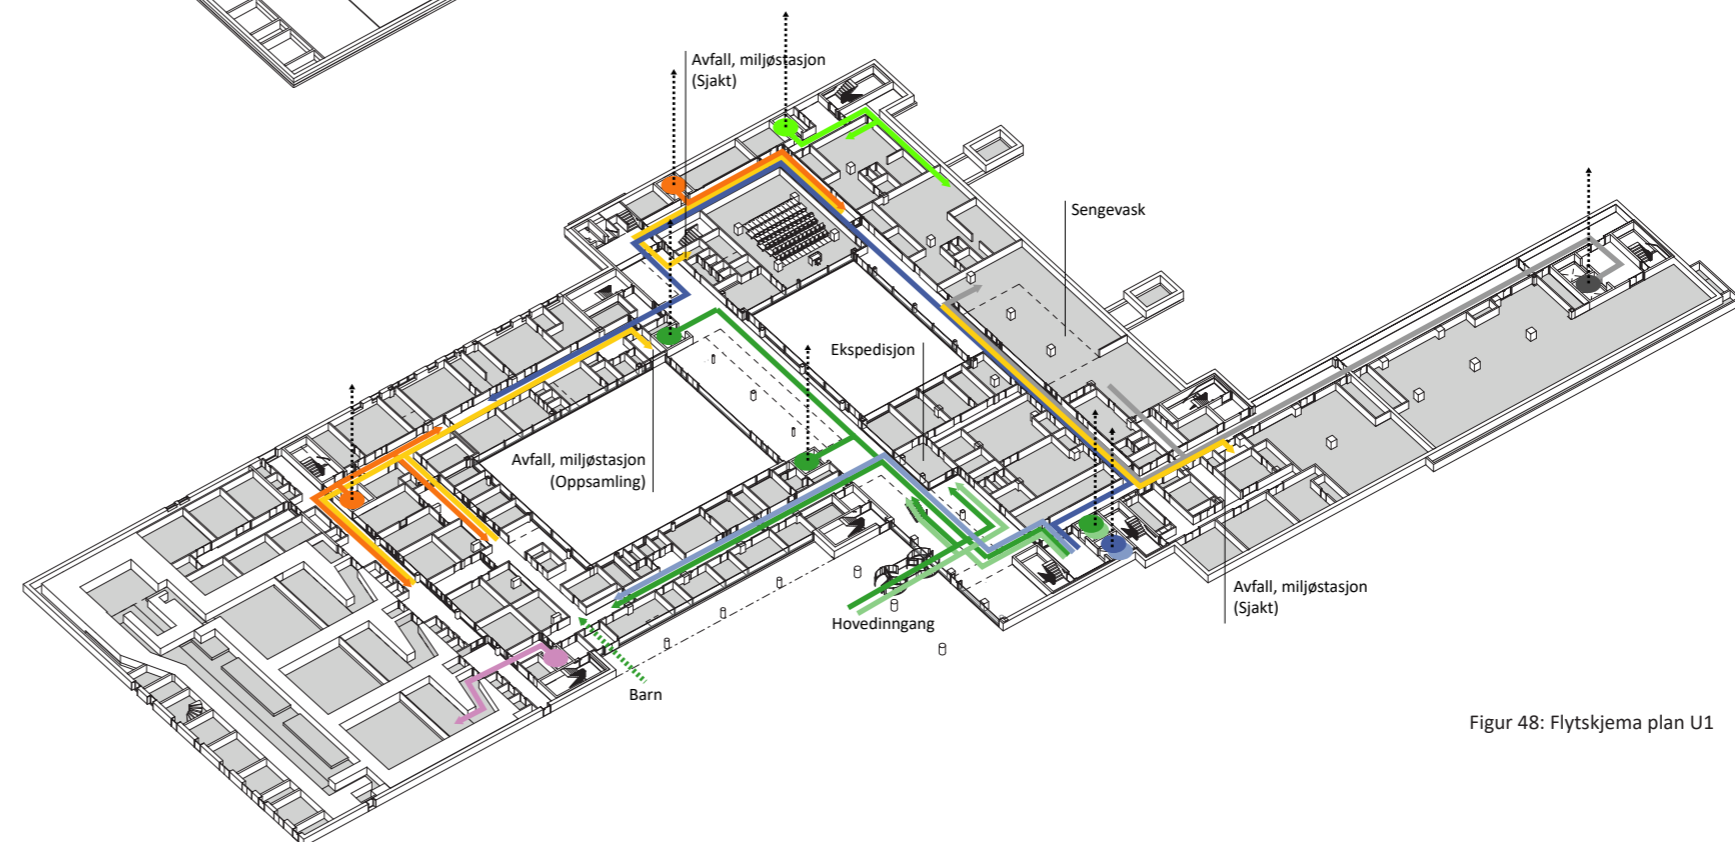 Avfall, miljøstasjon
(Sjakt)
Sengevask
Ekspedisjon
Avfall, miljøstasjon
(Oppsamling)
Avfall, miljøstasjon
(Sjakt)
Hovedinngang
Barn
Figur 48: Flytskjema plan U1